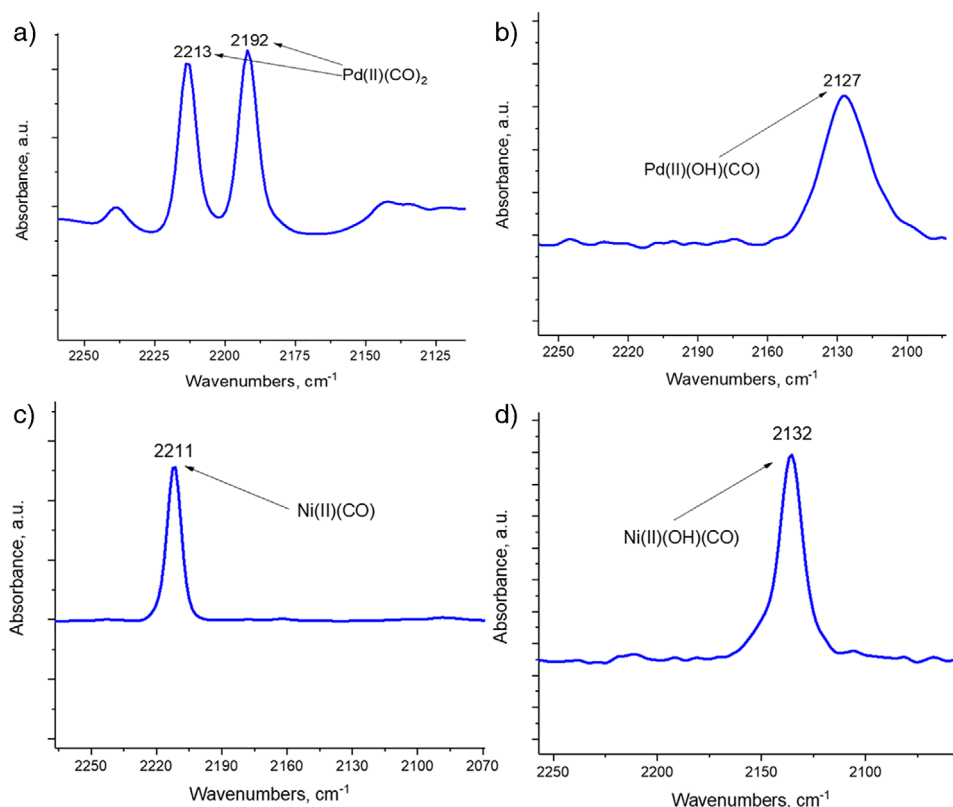 a)
2213
2192
Pd(II)(CO)₂
Absorbance, a.u.
2250 2225 2200 2175 2150 2125
Wavenumbers, cm⁻¹
b)
2127
Pd(II)(OH)(CO)
Absorbance, a.u.
2250 2220 2190 2160 2130 2100
Wavenumbers, cm⁻¹
c)
2211
Ni(II)(CO)
Absorbance, a.u.
2250 2220 2190 2160 2130 2100 2070
Wavenumbers, cm⁻¹
d)
2132
Ni(II)(OH)(CO)
Absorbance, a.u.
2250 2200 2150 2100
Wavenumbers, cm⁻¹